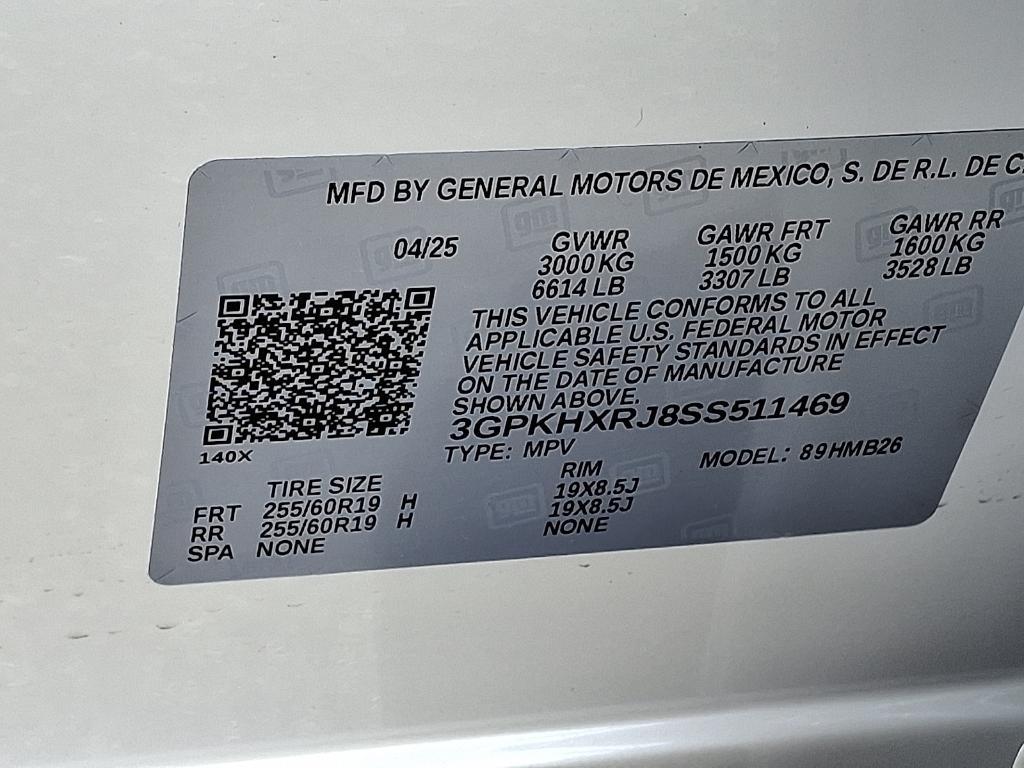 MFD BY GENERAL MOTORS DE MEXICO, S. DE R.L. DE C.
04/25 GVWR GAWR FRT GAWR RR
3000 KG 1500 KG 1600 KG
6614 LB 3307 LB 3528 LB
THIS VEHICLE CONFORMS TO ALL
APPLICABLE U.S. FEDERAL MOTOR
VEHICLE SAFETY STANDARDS IN EFFECT
ON THE DATE OF MANUFACTURE
SHOWN ABOVE.
3GPKHXRJ8SS511469
140X
TYPE: MPV MODEL: 89HMB26
TIRE SIZE RIM
FRT 255/60R19 H 19X8.5J
RR 255/60R19 H 19X8.5J
SPA NONE NONE